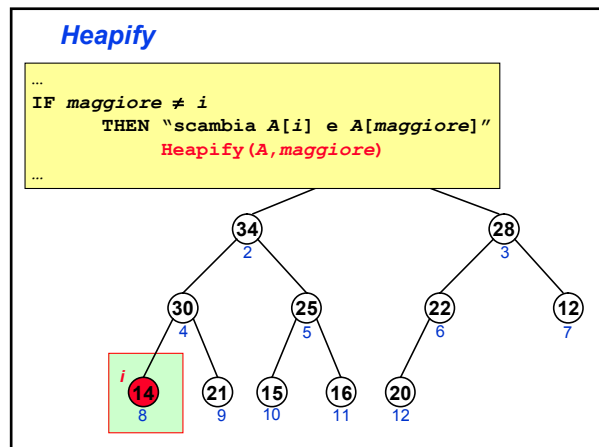 Heapify
…
IF maggiore ≠ i
THEN “scambia A[i] e A[maggiore]”
Heapify(A,maggiore)
…
34 28
2 3
30 25 22 12
4 5 6 7
i
14 21 15 16 20
8 9 10 11 12